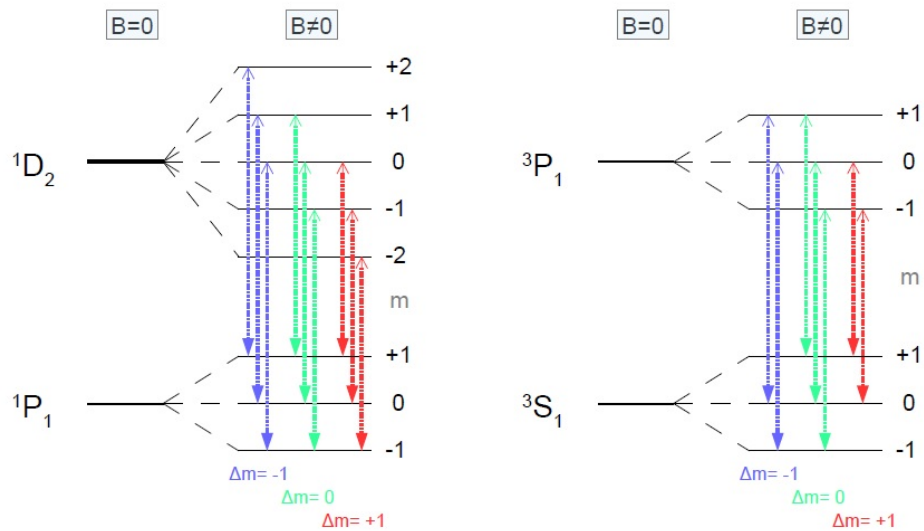 B=0 B≠0 B=0 B≠0
+2
+1 +1
¹D₂ 0 ³P₁ 0
-1 -1
-2
m m
+1 +1
¹P₁ 0 ³S₁ 0
-1 -1
Δm= -1 Δm= -1
Δm= 0 Δm= 0
Δm= +1 Δm= +1